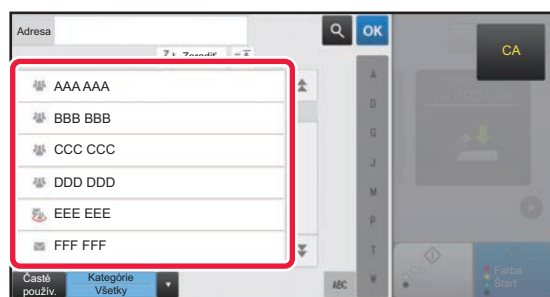 Adresa
OK
CA
Zoradiť
AAA AAA
BBB BBB
CCC CCC
DDD DDD
EEE EEE
FFF FFF
A
D
G
J
M
P
T
W
ABC
Časté
použív.
Kategórie
Všetky
Farba
Štart